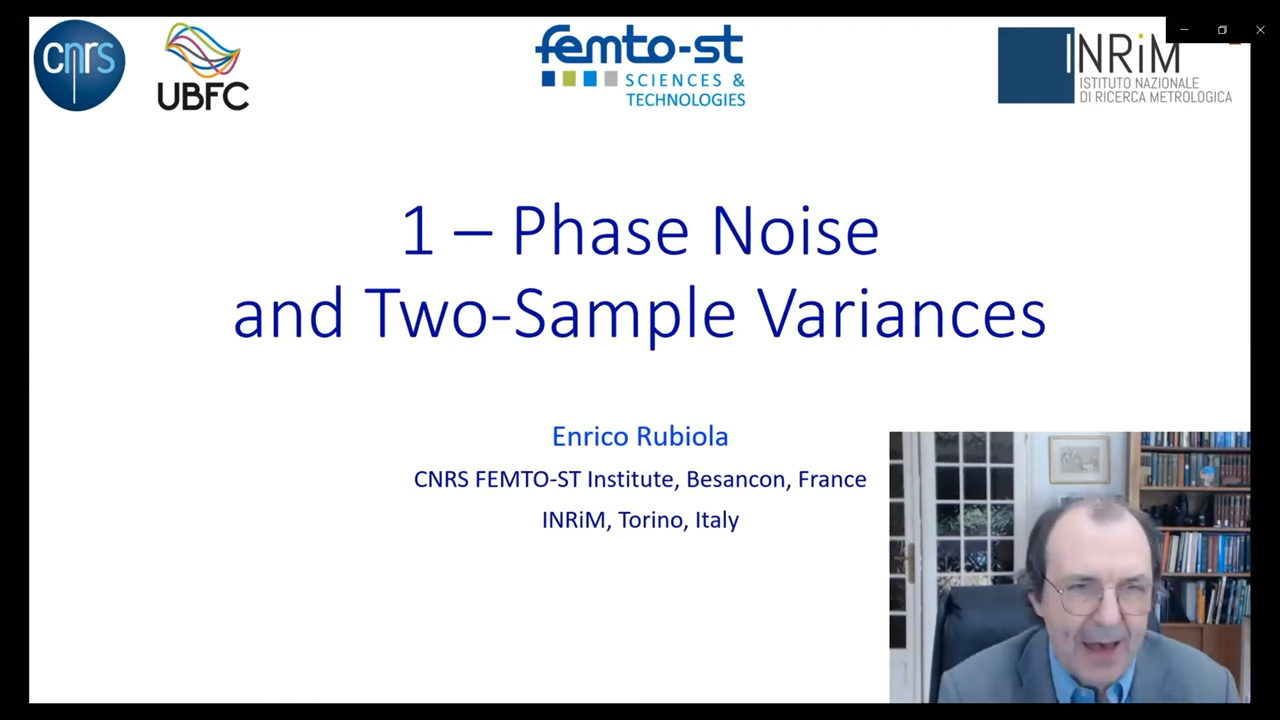 cnrs
UBFC
femto-st
SCIENCES &
TECHNOLOGIES
INRiM
ISTITUTO NAZIONALE
DI RICERCA METROLOGICA
1 – Phase Noise
and Two-Sample Variances
Enrico Rubiola
CNRS FEMTO-ST Institute, Besancon, France
INRiM, Torino, Italy